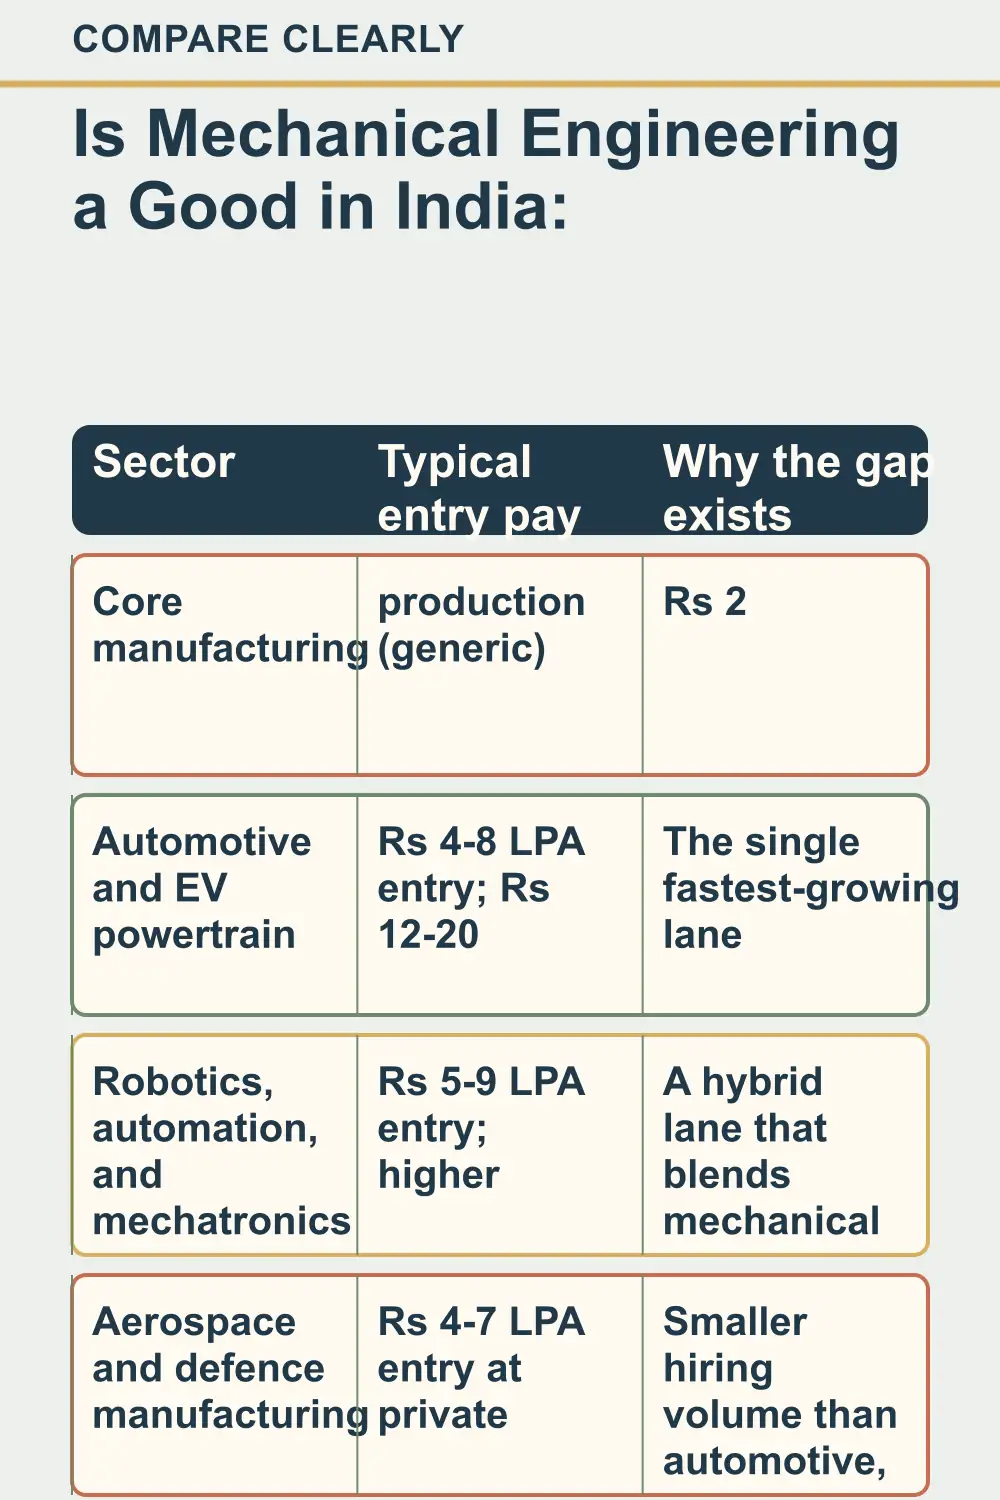 COMPARE CLEARLY
Is Mechanical Engineering
a Good in India:
Sector
Typical
entry pay
Why the gap
exists
Core
manufacturing
production
(generic)
Rs 2
Automotive
and EV
powertrain
Rs 4-8 LPA
entry; Rs
12-20
The single
fastest-growing
lane
Robotics,
automation,
and
mechatronics
Rs 5-9 LPA
entry;
higher
A hybrid
lane that
blends
mechanical
Aerospace
and defence
manufacturing
Rs 4-7 LPA
entry at
private
Smaller
hiring
volume than
automotive,